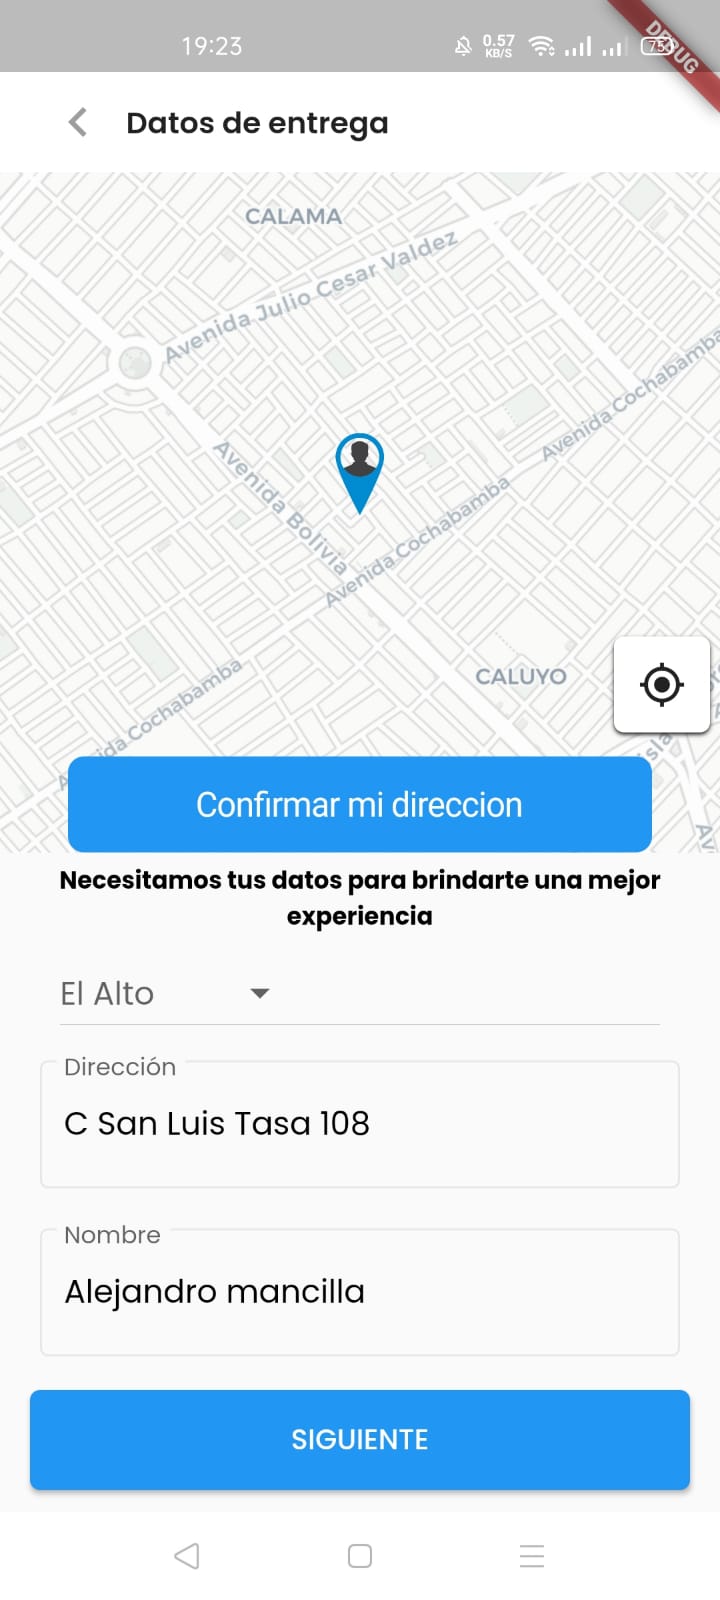 19:23
0.57
KB/S
75
DEBUG
Datos de entrega
CALAMA
Avenida Julio Cesar Valdez
Avenida Cochabamba
Avenida Bolivia
Avenida Cochabamba
CALUYO
da Cochabamba
Av
Confirmar mi direccion
Necesitamos tus datos para brindarte una mejor
experiencia
El Alto
Dirección
C San Luis Tasa 108
Nombre
Alejandro mancilla
SIGUIENTE